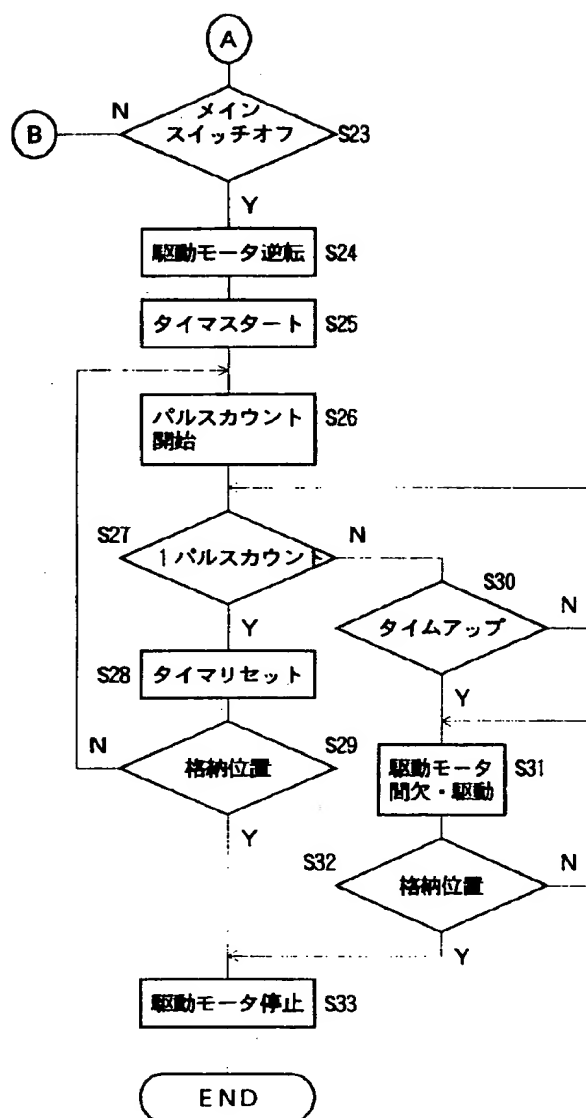 A
N
B
メイン
スイッチオフ
S23
Y
駆動モータ逆転 S24
タイマスタート S25
パルスカウント
開始
S26
S27
1パルスカウント
N
Y
S30
タイムアップ
N
S28 タイマリセット
Y
N
格納位置
S29
駆動モータ
間欠・駆動
S31
Y
S32
格納位置
N
Y
駆動モータ停止 S33
END